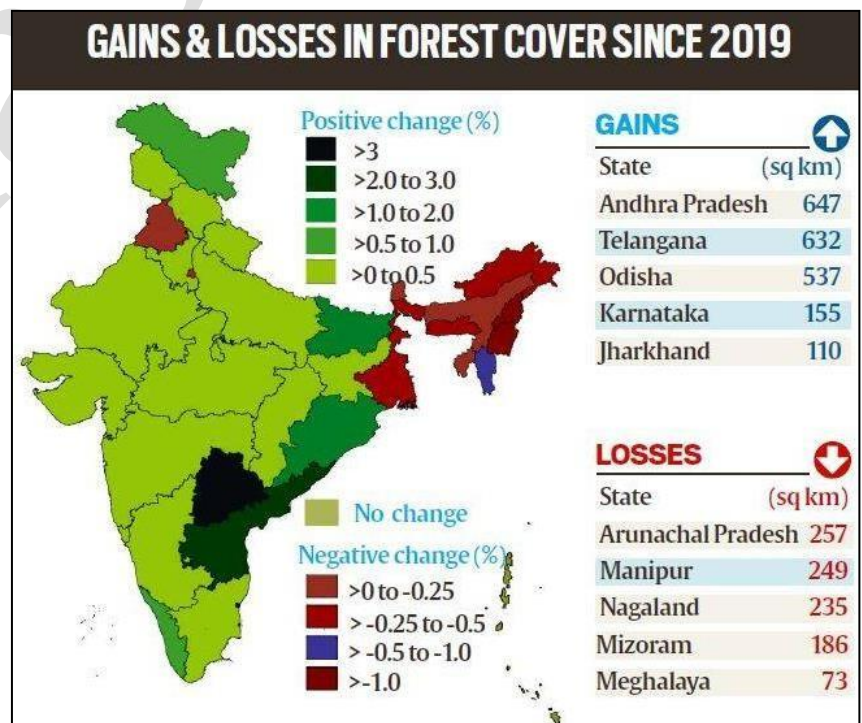 GAINS & LOSSES IN FOREST COVER SINCE 2019
Positive change (%)
>3
>2.0 to 3.0
>1.0 to 2.0
>0.5 to 1.0
>0 to 0.5
No change
Negative change (%)
>0 to -0.25
> -0.25 to -0.5
> -0.5 to -1.0
>-1.0
GAINS
State (sq km)
Andhra Pradesh 647
Telangana 632
Odisha 537
Karnataka 155
Jharkhand 110
LOSSES
State (sq km)
Arunachal Pradesh 257
Manipur 249
Nagaland 235
Mizoram 186
Meghalaya 73